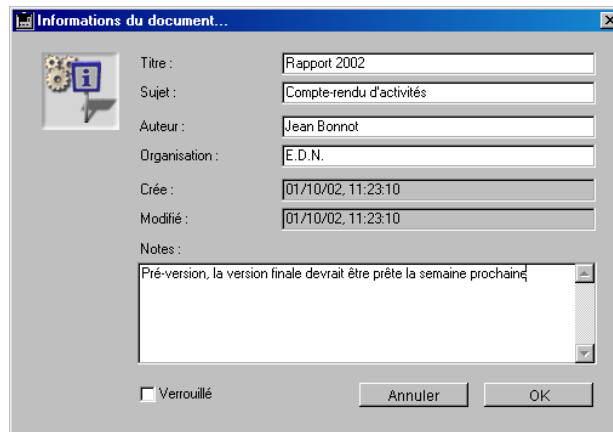 Informations du document...
Titre : Rapport 2002
Sujet : Compte-rendu d'activités
Auteur : Jean Bonnot
Organisation : E.D.N.
Crée : 01/10/02, 11:23:10
Modifié : 01/10/02, 11:23:10
Notes :
Pré-version, la version finale devrait être prête la semaine prochaine
Verrouillé Annuler OK